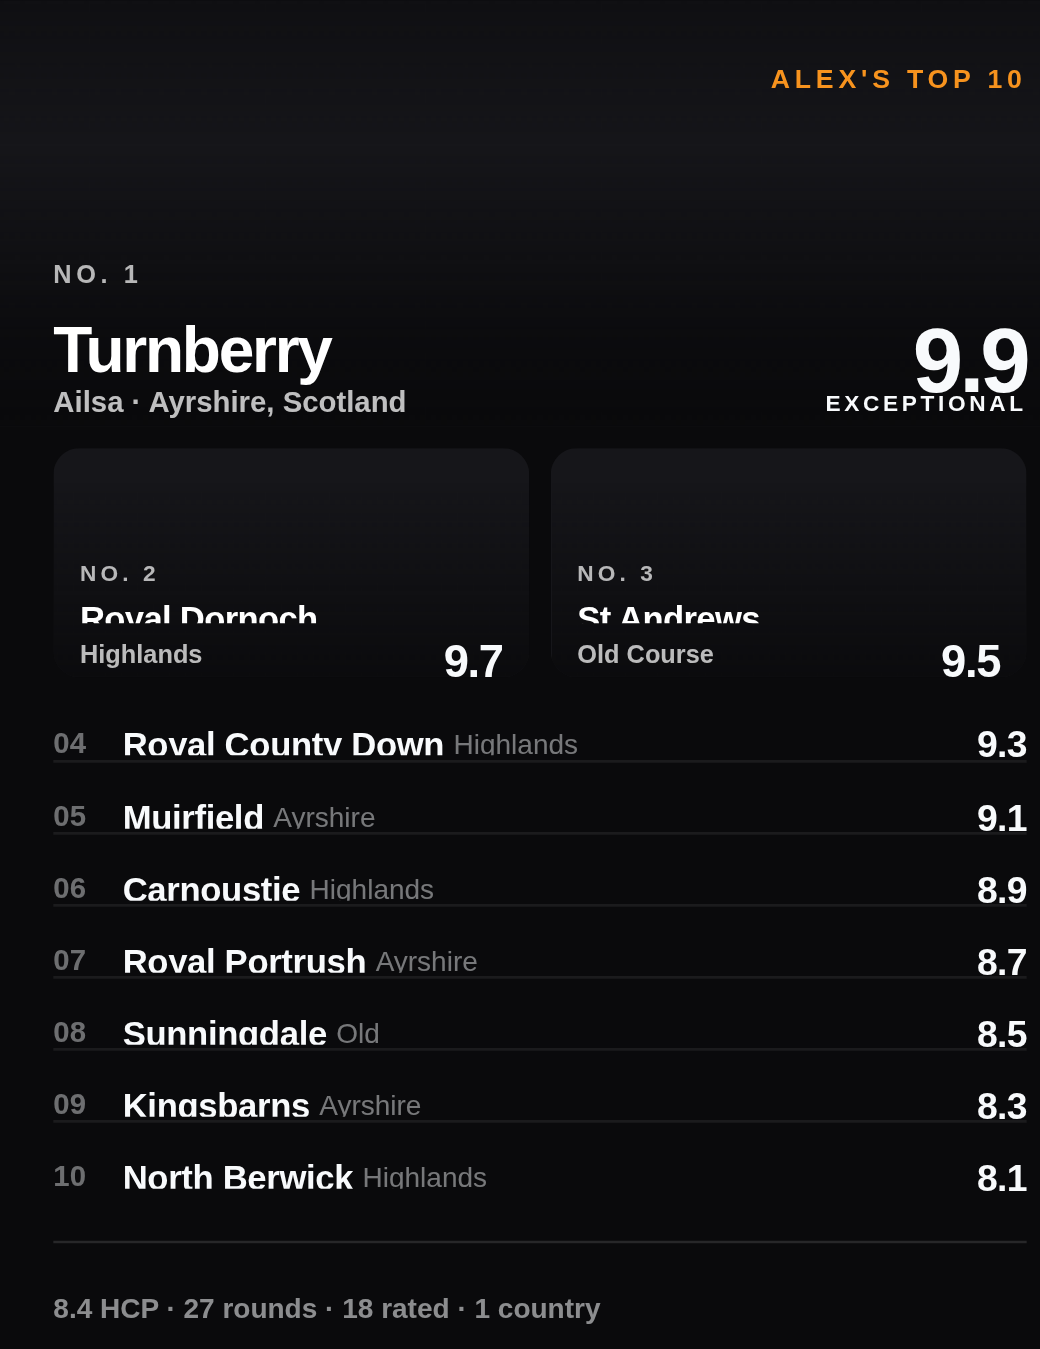 ALEX'S TOP 10
NO. 1
Turnberry 9.9
Ailsa · Ayrshire, Scotland EXCEPTIONAL
NO. 2
Royal Dornoch
Highlands 9.7
NO. 3
St Andrews
Old Course 9.5
04 Royal County Down Highlands 9.3
05 Muirfield Ayrshire 9.1
06 Carnoustie Highlands 8.9
07 Royal Portrush Ayrshire 8.7
08 Sunningdale Old 8.5
09 Kingsbarns Ayrshire 8.3
10 North Berwick Highlands 8.1
8.4 HCP · 27 rounds · 18 rated · 1 country